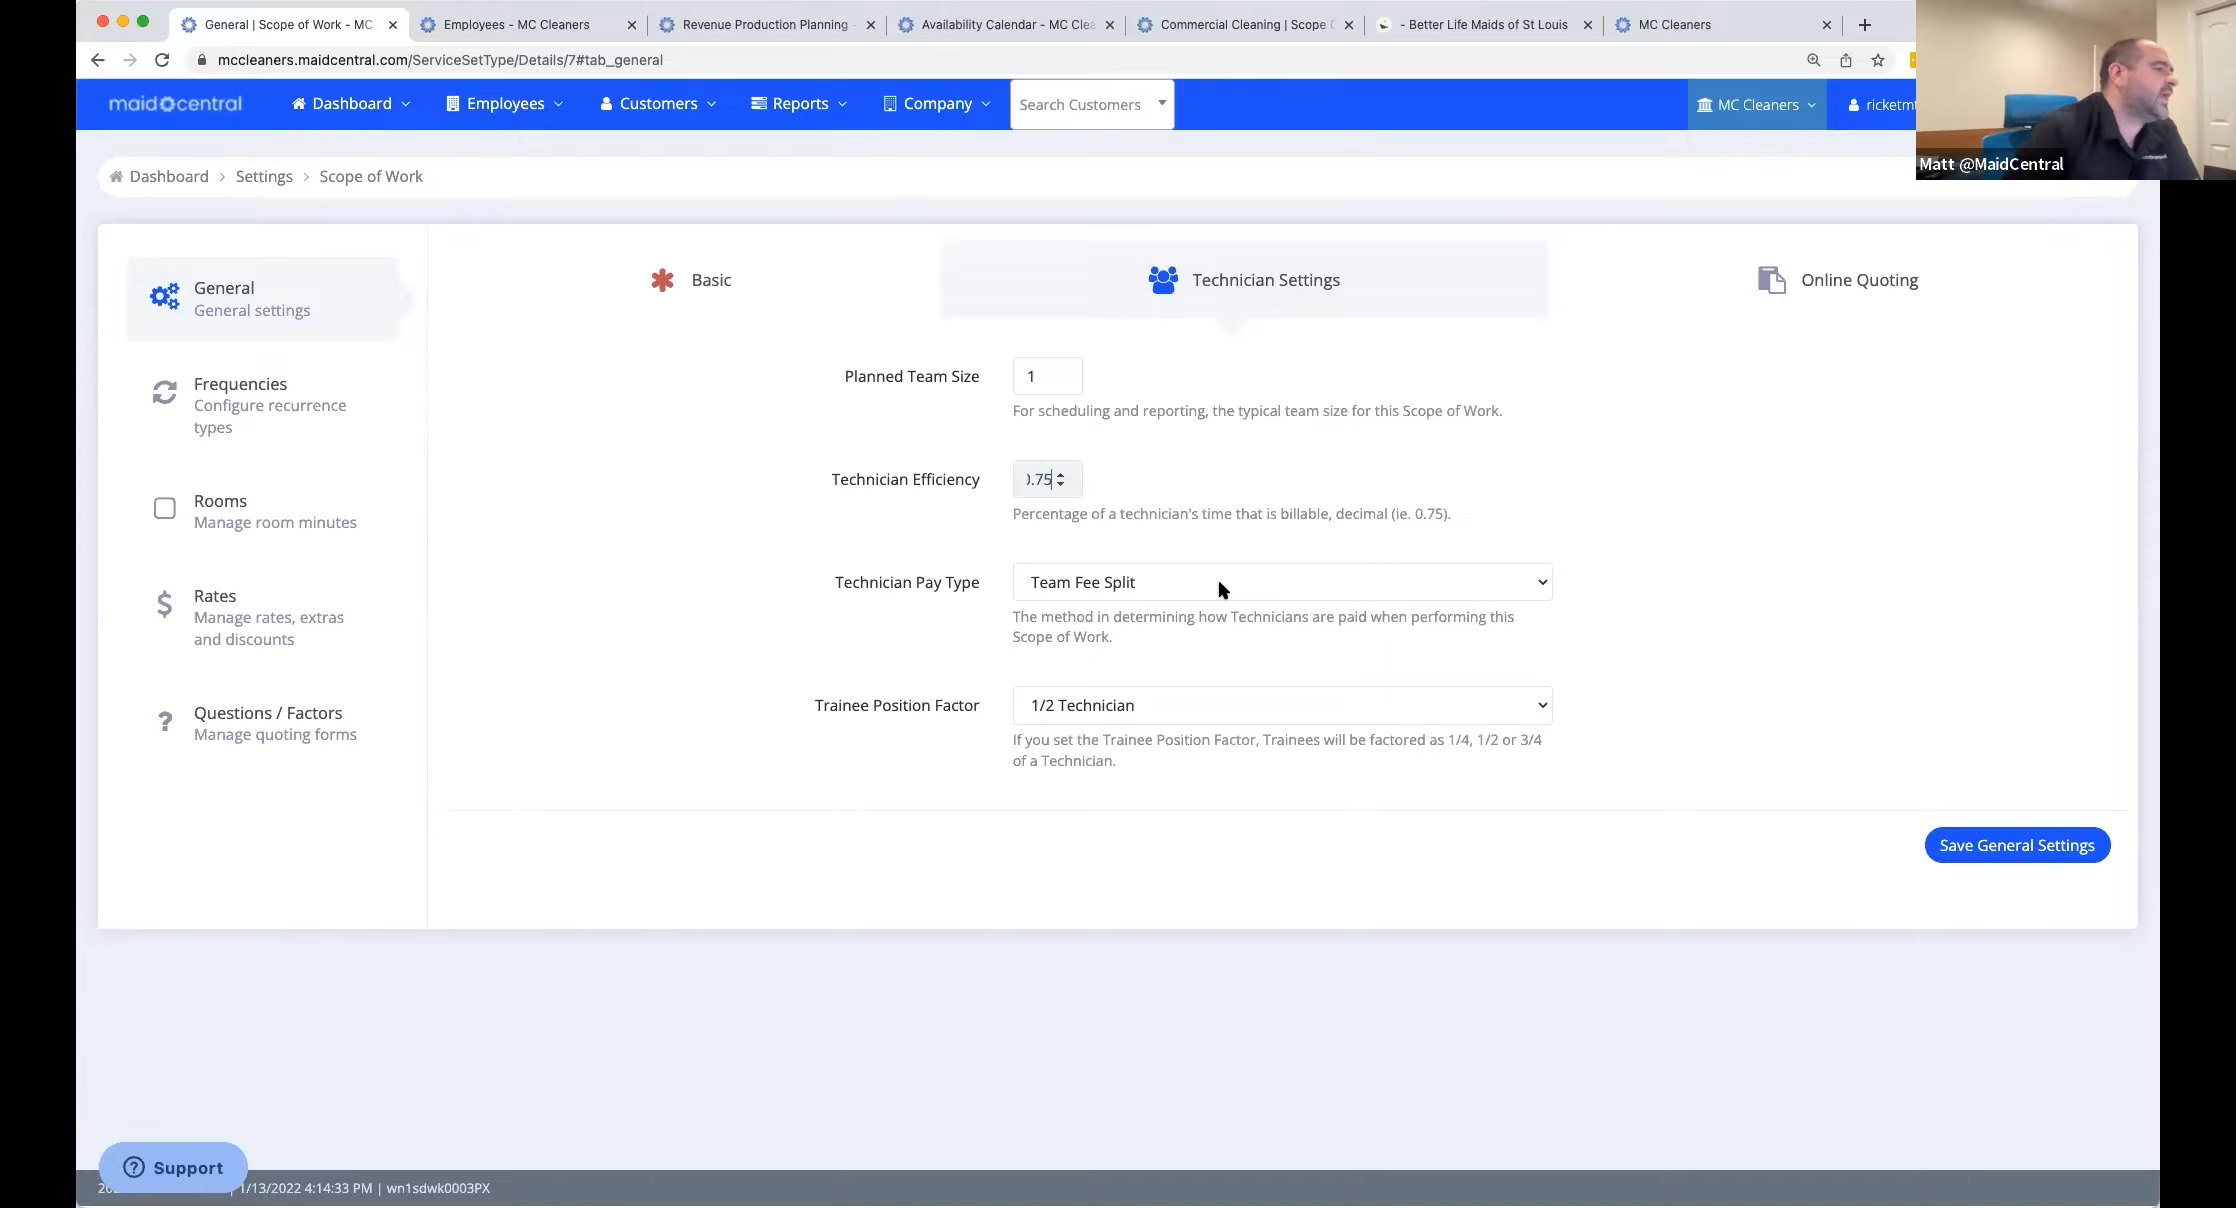 General | Scope of Work - MC
Employees - MC Cleaners
Revenue Production Planning -
Availability Calendar - MC Clea
Commercial Cleaning | Scope O
- Better Life Maids of St Louis
MC Cleaners
mccleaners.maidcentral.com/ServiceSetType/Details/7#tab_general
maidcentral
Dashboard
Employees
Customers
Reports
Company
Search Customers
MC Cleaners
ricketmt
Matt @MaidCentral
Dashboard > Settings > Scope of Work
General
General settings
Frequencies
Configure recurrence
types
Rooms
Manage room minutes
$
Rates
Manage rates, extras
and discounts
?
Questions / Factors
Manage quoting forms
Basic
Technician Settings
Online Quoting
Planned Team Size
1
For scheduling and reporting, the typical team size for this Scope of Work.
Technician Efficiency
0.75
Percentage of a technician's time that is billable, decimal (ie. 0.75).
Technician Pay Type
Team Fee Split
The method in determining how Technicians are paid when performing this
Scope of Work.
Trainee Position Factor
1/2 Technician
If you set the Trainee Position Factor, Trainees will be factored as 1/4, 1/2 or 3/4
of a Technician.
Save General Settings
? Support
| 1/13/2022 4:14:33 PM | wn1sdwk0003PX